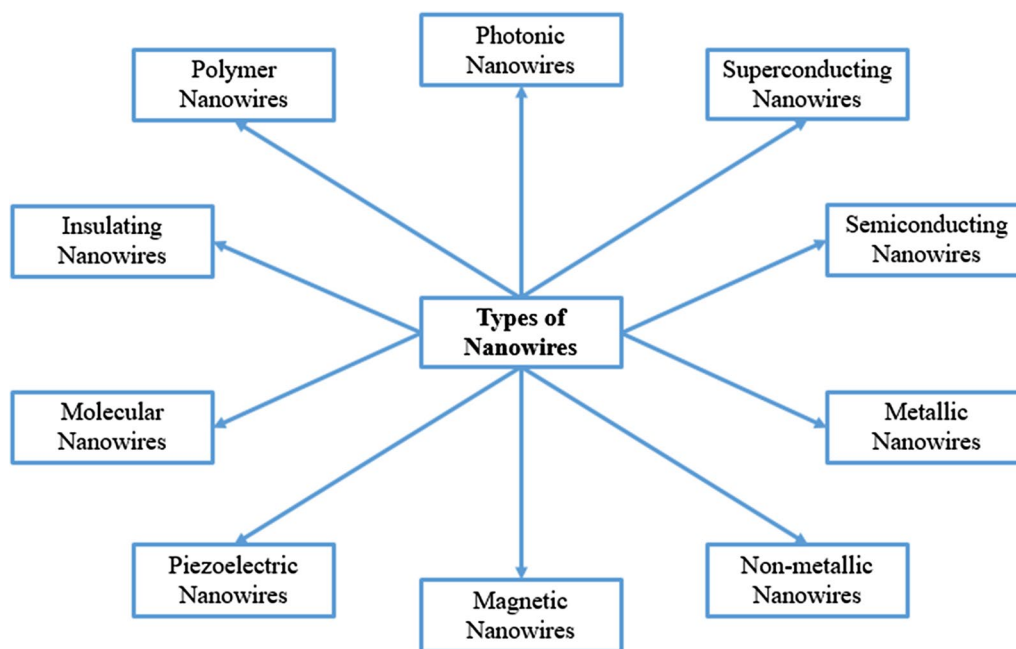 Photonic
Nanowires
Polymer
Nanowires
Superconducting
Nanowires
Insulating
Nanowires
Semiconducting
Nanowires
Types of
Nanowires
Molecular
Nanowires
Metallic
Nanowires
Piezoelectric
Nanowires
Non-metallic
Nanowires
Magnetic
Nanowires